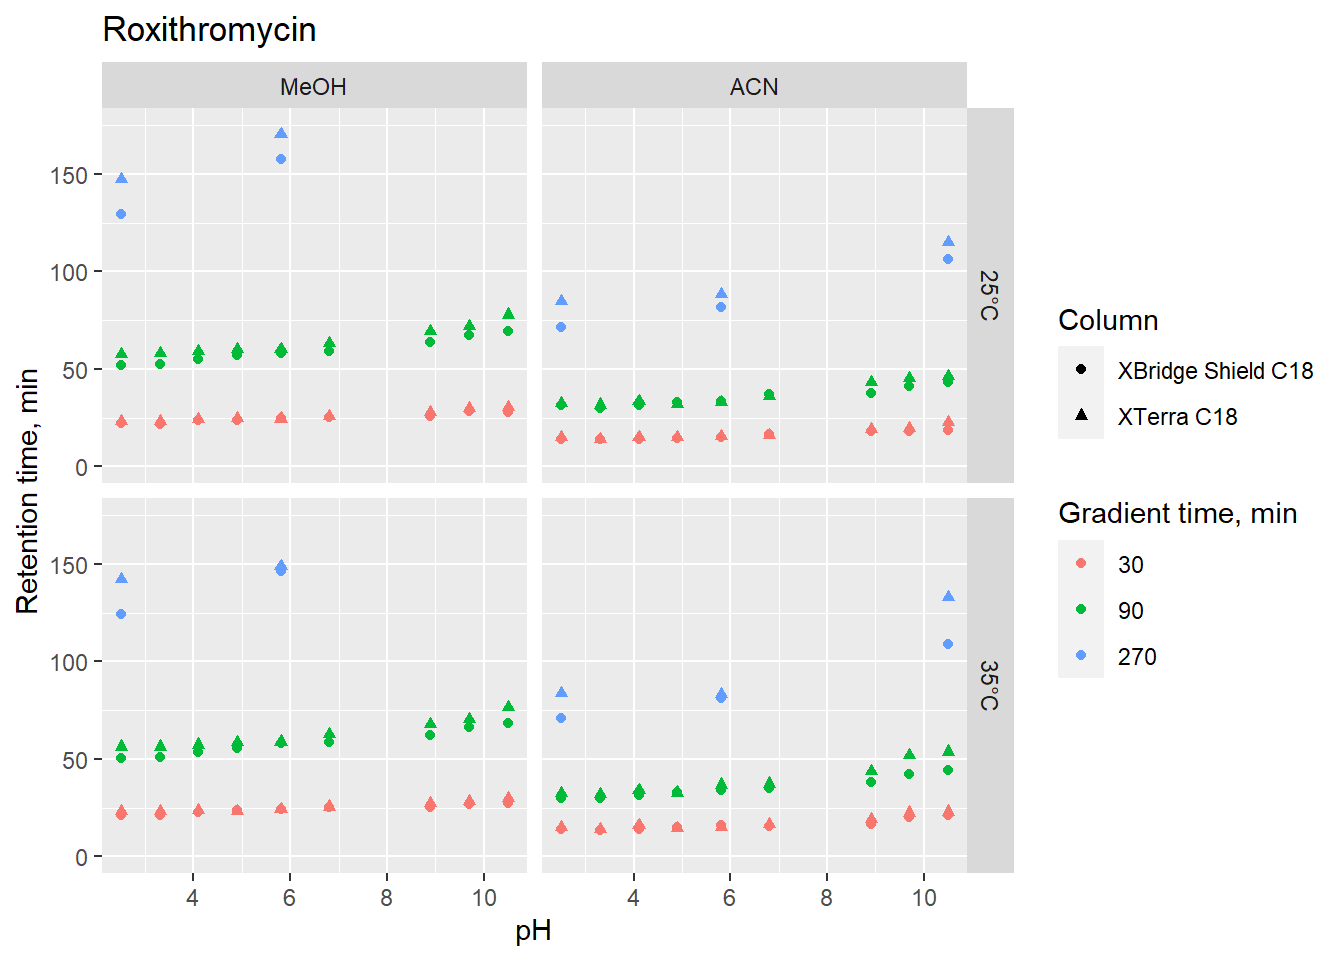 Roxithromycin
MeOH
ACN
150
100
50
0
25°C
150
100
50
0
35°C
4
6
8
10
4
6
8
10
pH
Retention time, min
Column
XBridge Shield C18
XTerra C18
Gradient time, min
30
90
270